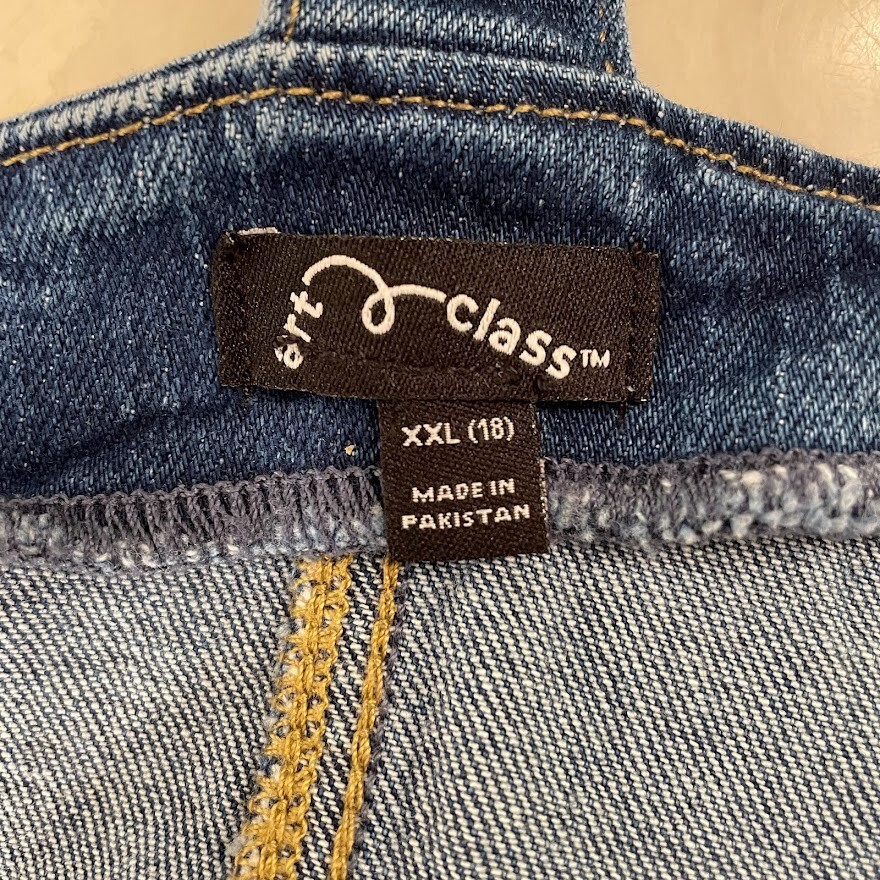 art class™
XXL (18)
MADE IN
PAKISTAN